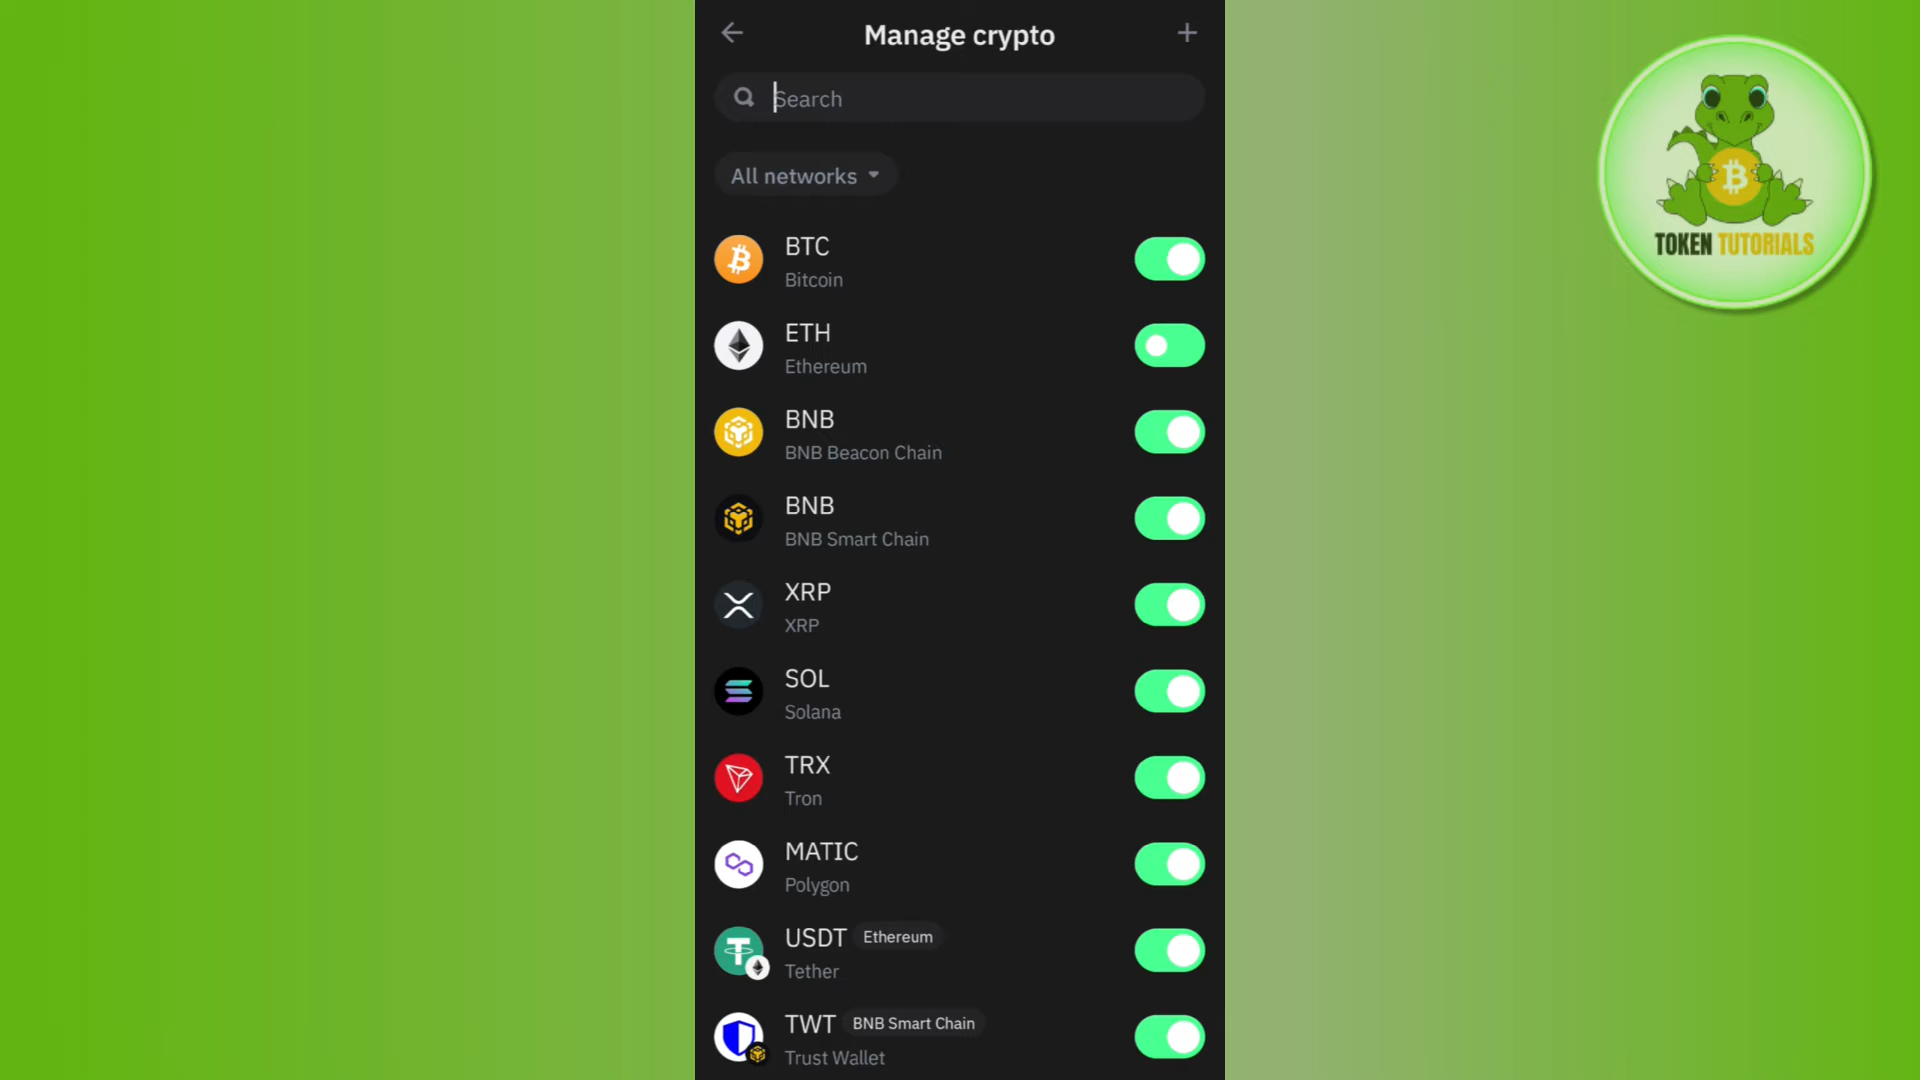 Manage crypto
Search
All networks
BTC
Bitcoin
ETH
Ethereum
BNB
BNB Beacon Chain
BNB
BNB Smart Chain
XRP
XRP
SOL
Solana
TRX
Tron
MATIC
Polygon
USDT Ethereum
Tether
TWT BNB Smart Chain
Trust Wallet
TOKEN TUTORIALS